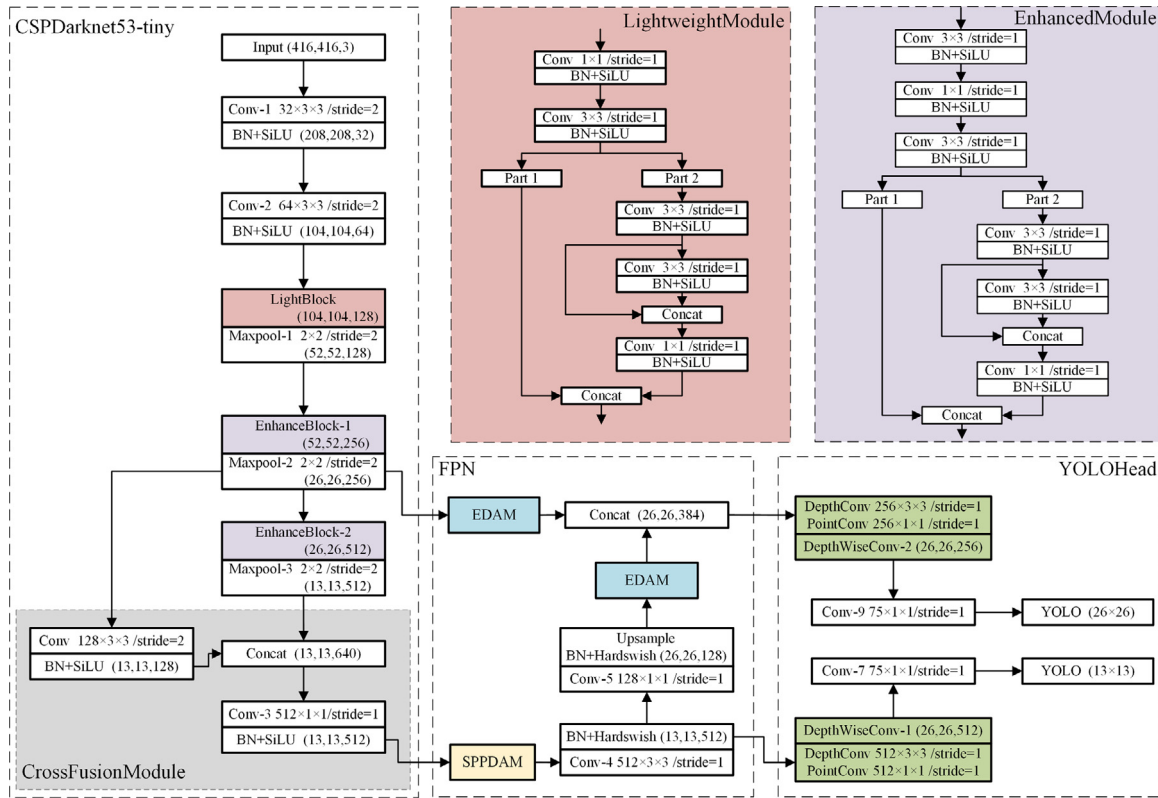 CSPDarknet53-tiny
Input (416,416,3)
Conv-1 32×3×3 /stride=2
BN+SiLU (208,208,32)
Conv-2 64×3×3 /stride=2
BN+SiLU (104,104,64)
LightBlock
(104,104,128)
Maxpool-1 2×2 /stride=2
(52,52,128)
EnhanceBlock-1
(52,52,256)
Maxpool-2 2×2 /stride=2
(26,26,256)
EnhanceBlock-2
(26,26,512)
Maxpool-3 2×2 /stride=2
(13,13,512)
Conv 128×3×3 /stride=2
BN+SiLU (13,13,128)
Concat (13,13,640)
Conv-3 512×1×1/stride=1
BN+SiLU (13,13,512)
CrossFusionModule
LightweightModule
Conv 1×1 /stride=1
BN+SiLU
Conv 3×3 /stride=1
BN+SiLU
Part 1
Part 2
Conv 3×3 /stride=1
BN+SiLU
Conv 3×3 /stride=1
BN+SiLU
Concat
Conv 1×1 /stride=1
BN+SiLU
Concat
EnhancedModule
Conv 3×3 /stride=1
BN+SiLU
Conv 1×1 /stride=1
BN+SiLU
Conv 3×3 /stride=1
BN+SiLU
Part 1
Part 2
Conv 3×3 /stride=1
BN+SiLU
Conv 3×3 /stride=1
BN+SiLU
Concat
Conv 1×1 /stride=1
BN+SiLU
Concat
FPN
EDAM
Concat (26,26,384)
EDAM
Upsample
BN+Hardswish (26,26,128)
Conv-5 128×1×1 /stride=1
BN+Hardswish (13,13,512)
Conv-4 512×3×3 /stride=1
SPPDAM
YOLOHead
DepthConv 256×3×3 /stride=1
PointConv 256×1×1 /stride=1
DepthWiseConv-2 (26,26,256)
Conv-9 75×1×1/stride=1
YOLO (26×26)
Conv-7 75×1×1/stride=1
YOLO (13×13)
DepthWiseConv-1 (26,26,512)
DepthConv 512×3×3 /stride=1
PointConv 512×1×1 /stride=1